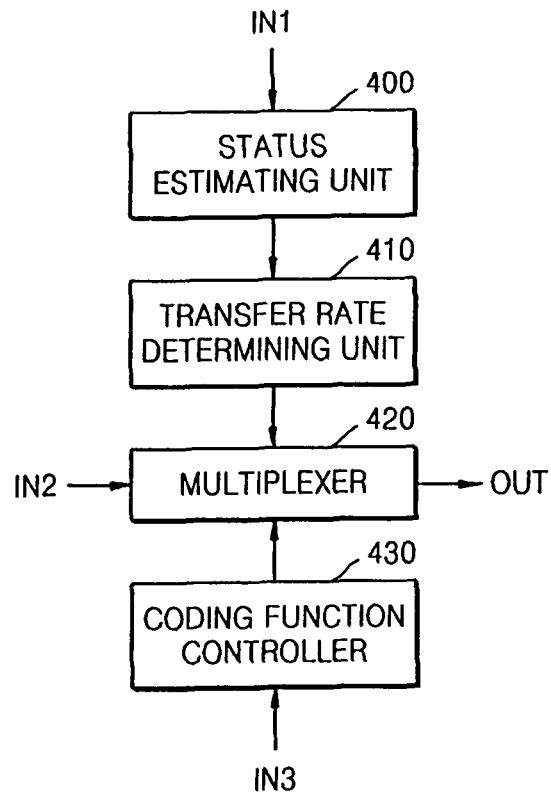 IN1
400
STATUS
ESTIMATING UNIT
410
TRANSFER RATE
DETERMINING UNIT
420
IN2
MULTIPLEXER
OUT
430
CODING FUNCTION
CONTROLLER
IN3